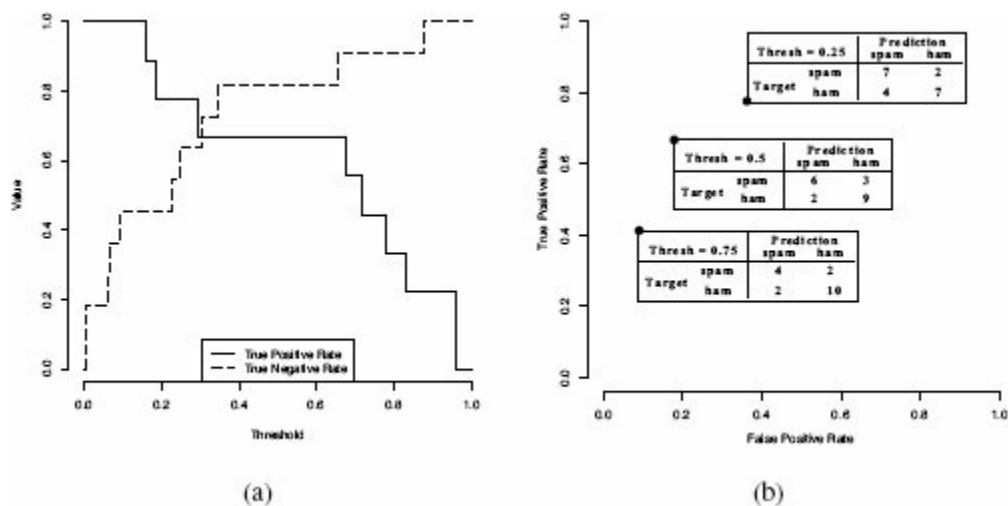 1.0
0.8
0.6
0.4
0.2
0.0
Value
True Positive Rate
True Negative Rate
0.0 0.2 0.4 0.6 0.8 1.0
Threshold
(a)
1.0
0.8
0.6
0.4
0.2
0.0
True Positive Rate
Thresh = 0.25 Prediction
spam ham
Target spam 7 2
ham 4 7
Thresh = 0.5 Prediction
spam ham
Target spam 6 3
ham 2 9
Thresh = 0.75 Prediction
spam ham
Target spam 4 2
ham 2 10
0.0 0.2 0.4 0.6 0.8 1.0
False Positive Rate
(b)